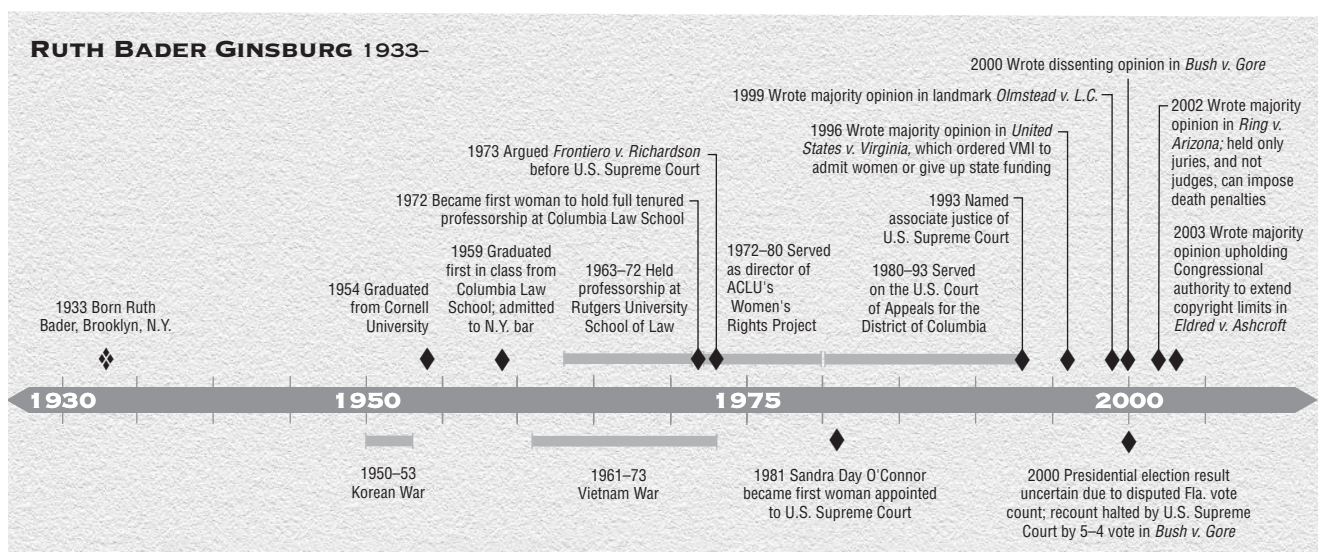 RUTH BADER GINSBURG 1933–
2000 Wrote dissenting opinion in Bush v. Gore
1999 Wrote majority opinion in landmark Olmstead v. L.C.
2002 Wrote majority
opinion in Ring v.
Arizona; held only
juries, and not
judges, can impose
death penalties
1996 Wrote majority opinion in United
States v. Virginia, which ordered VMI to
admit women or give up state funding
1973 Argued Frontiero v. Richardson
before U.S. Supreme Court
1972 Became first woman to hold full tenured
professorship at Columbia Law School
1993 Named
associate justice of
U.S. Supreme Court
2003 Wrote majority
opinion upholding
Congressional
authority to extend
copyright limits in
Eldred v. Ashcroft
1933 Born Ruth
Bader, Brooklyn, N.Y.
1954 Graduated
from Cornell
University
1959 Graduated
first in class from
Columbia Law
School; admitted
to N.Y. bar
1963–72 Held
professorship at
Rutgers University
School of Law
1972–80 Served
as director of
ACLU's
Women's
Rights Project
1980–93 Served
on the U.S. Court
of Appeals for the
District of Columbia
1930
1950
1975
2000
1950–53
Korean War
1961–73
Vietnam War
1981 Sandra Day O'Connor
became first woman appointed
to U.S. Supreme Court
2000 Presidential election result
uncertain due to disputed Fla. vote
count; recount halted by U.S. Supreme
Court by 5–4 vote in Bush v. Gore